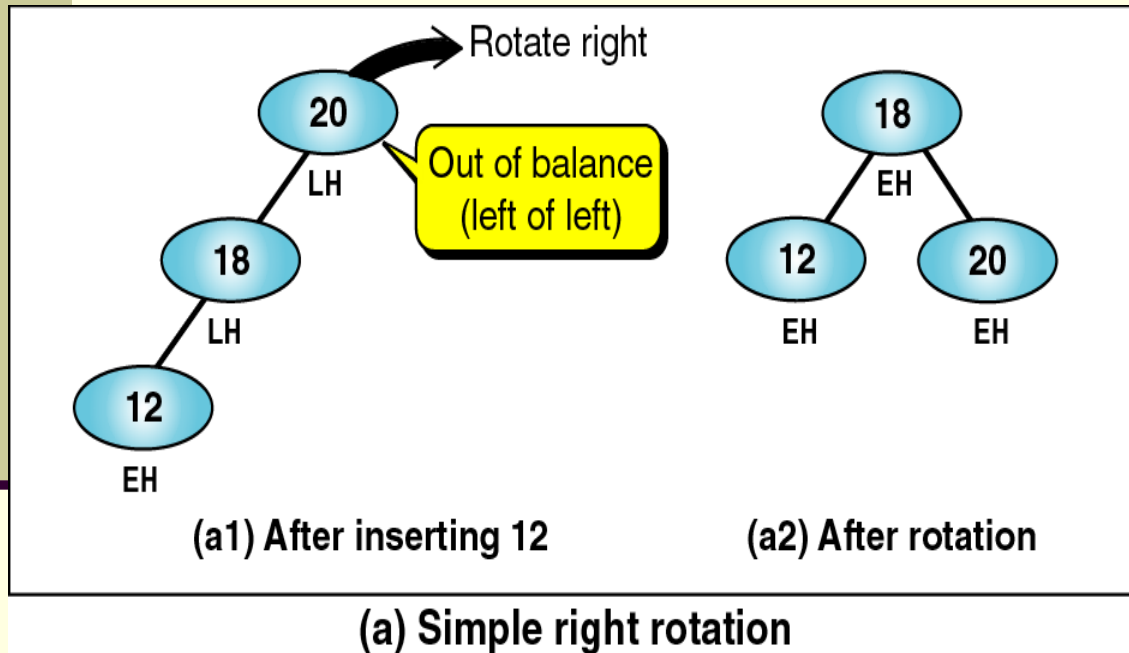 Rotate right
20
Out of balance
(left of left)
LH
18
LH
12
EH
(a1) After inserting 12
18
EH
12
20
EH
EH
(a2) After rotation
(a) Simple right rotation